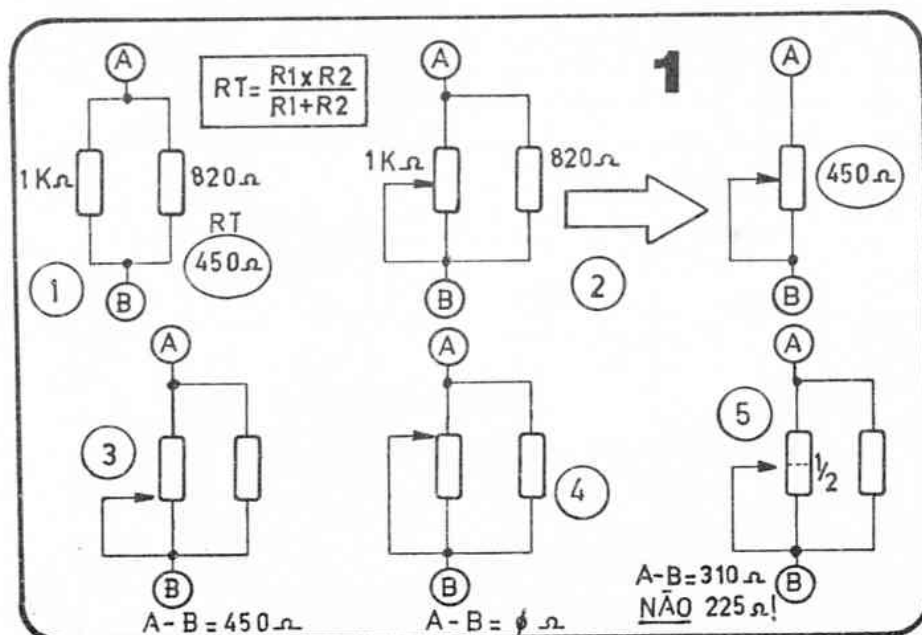 A
RT = R1 x R2
R1 + R2
1KΩ
820Ω
RT
450Ω
1
B
A
1KΩ
820Ω
2
B
1
A
450Ω
B
A
3
B
A-B = 450Ω
A
4
B
A-B = ϕ Ω
A
5
1/2
B
A-B = 310Ω
NÃO 225Ω!